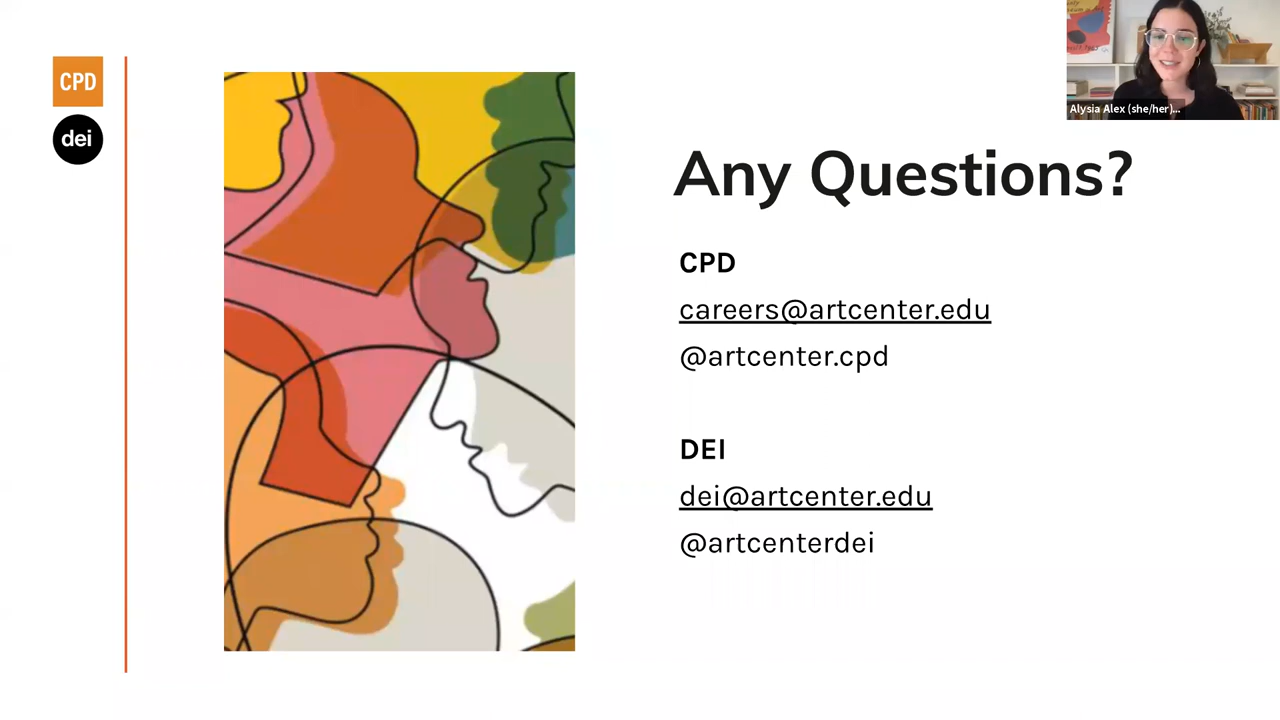 CPD
dei
Alysia Alex (she/her)...
Any Questions?
CPD
careers@artcenter.edu
@artcenter.cpd
DEI
dei@artcenter.edu
@artcenterdei